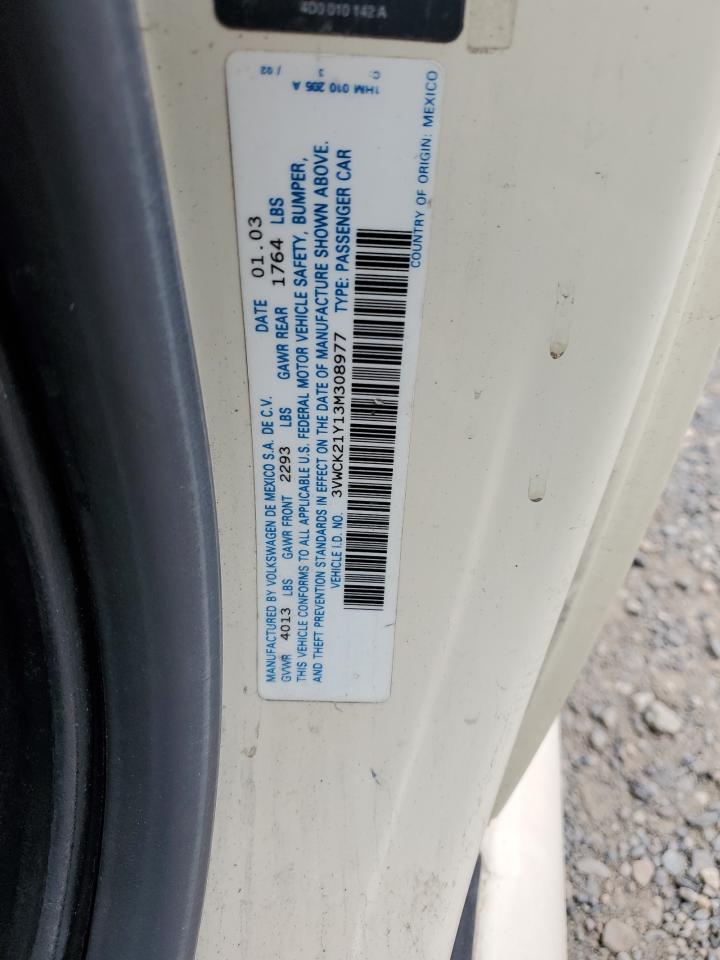 4D0 010 142 A
1HM 010 205 A
C: 3 / 02
MANUFACTURED BY VOLKSWAGEN DE MEXICO S.A. DE C.V. DATE 01.03
GVWR 4013 LBS GAWR FRONT 2293 LBS GAWR REAR 1764 LBS
THIS VEHICLE CONFORMS TO ALL APPLICABLE U.S. FEDERAL MOTOR VEHICLE SAFETY, BUMPER,
AND THEFT PREVENTION STANDARDS IN EFFECT ON THE DATE OF MANUFACTURE SHOWN ABOVE.
VEHICLE I.D. NO. 3VWCK21Y13M308977 TYPE: PASSENGER CAR
COUNTRY OF ORIGIN: MEXICO